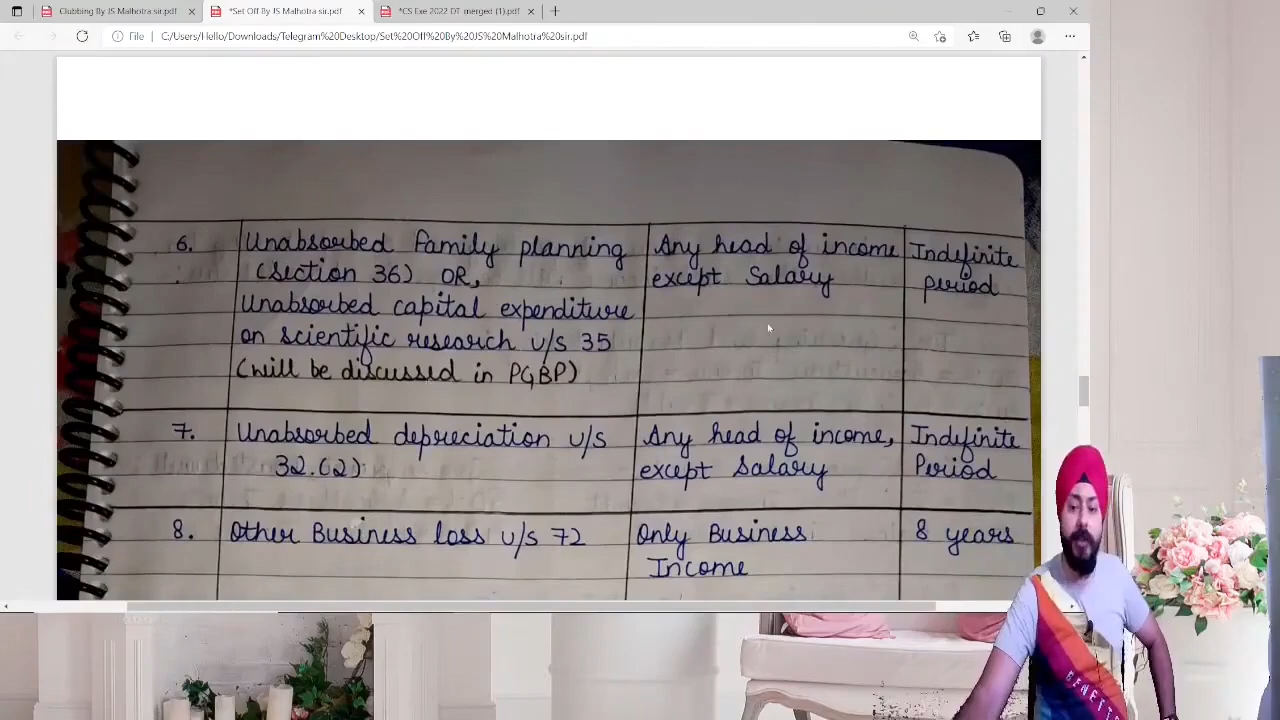 Clubbing By JS Malhotra sir.pdf
*Set Off By JS Malhotra sir.pdf
*CS Exe 2022 DT merged (1).pdf
File
C:/Users/Hello/Downloads/Telegram%20Desktop/Set%20Off%20By%20JS%20Malhotra%20sir.pdf
6. Unabsorbed family planning Any head of income Indefinite
(section 36) OR, except Salary period
Unabsorbed capital expenditure
on scientific research u/s 35
(will be discussed in PGBP)
7. Unabsorbed depreciation u/s Any head of income, Indefinite
32.(2) except Salary Period
8. Other Business loss u/s 72 Only Business 8 years
Income
BENETT